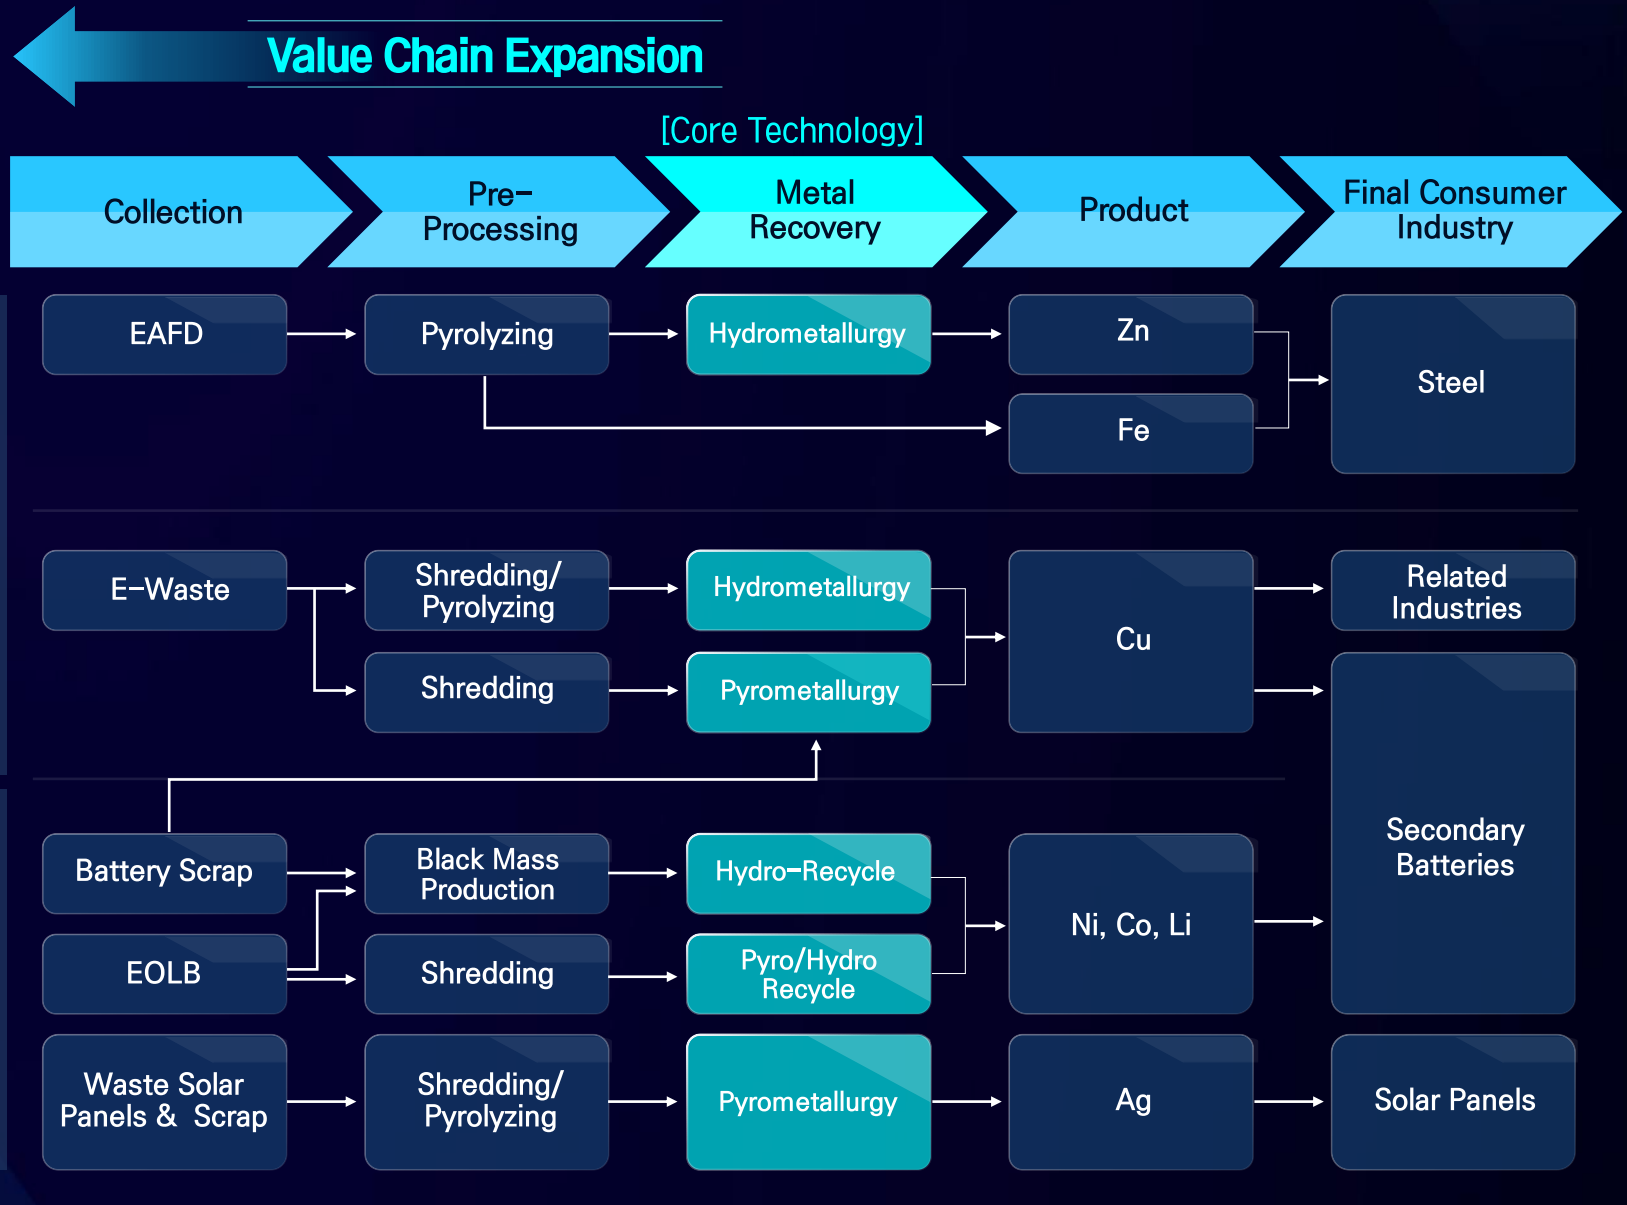 Value Chain Expansion
[Core Technology]
Collection
Pre-
Processing
Metal
Recovery
Product
Final Consumer
Industry
EAFD
Pyrolyzing
Hydrometallurgy
Zn
Fe
Steel
E-Waste
Shredding/
Pyrolyzing
Hydrometallurgy
Shredding
Pyrometallurgy
Cu
Related
Industries
Secondary
Batteries
Battery Scrap
Black Mass
Production
Hydro-Recycle
EOLB
Shredding
Pyro/Hydro
Recycle
Ni, Co, Li
Waste Solar
Panels & Scrap
Shredding/
Pyrolyzing
Pyrometallurgy
Ag
Solar Panels